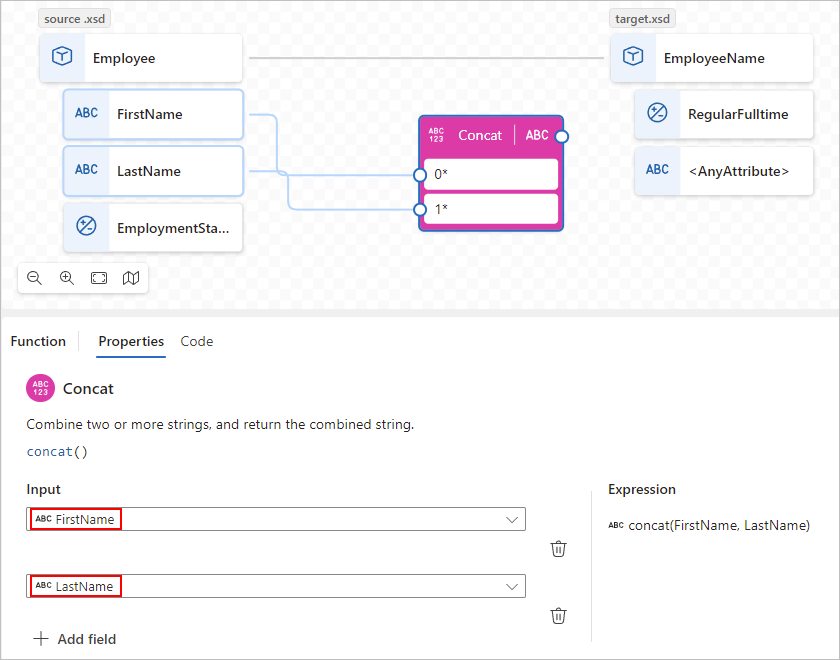 source .xsd
target.xsd
Employee
EmployeeName
ABC FirstName
RegularFulltime
ABC 123 Concat ABC
ABC LastName
ABC <AnyAttribute>
0*
1*
EmploymentSta...
Function Properties Code
ABC 123 Concat
Combine two or more strings, and return the combined string.
concat()
Input
Expression
ABC FirstName
ABC concat(FirstName, LastName)
ABC LastName
Add field